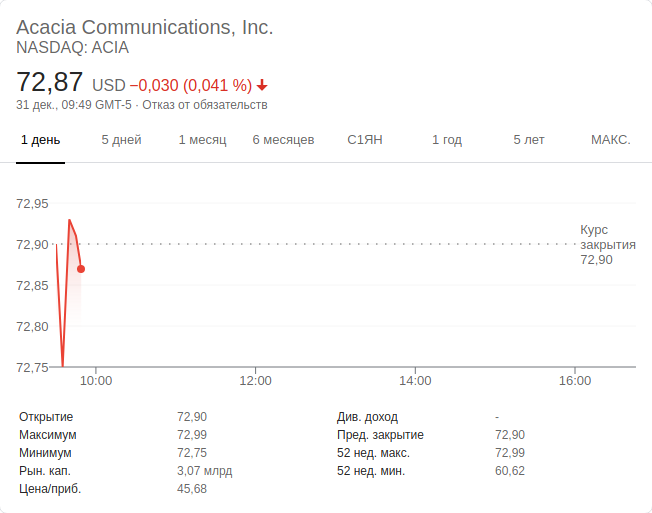 Acacia Communications, Inc.
NASDAQ: ACIA
72,87 USD −0,030 (0,041 %)
31 дек., 09:49 GMT-5 · Отказ от обязательств
1 день 5 дней 1 месяц 6 месяцев С1ЯН 1 год 5 лет МАКС.
72,95
Курс
72,90 закрытия
72,90
72,85
72,80
72,75
10:00 12:00 14:00 16:00
Открытие 72,90 Див. доход -
Максимум 72,99 Пред. закрытие 72,90
Минимум 72,75 52 нед. макс. 72,99
Рын. кап. 3,07 млрд 52 нед. мин. 60,62
Цена/приб. 45,68